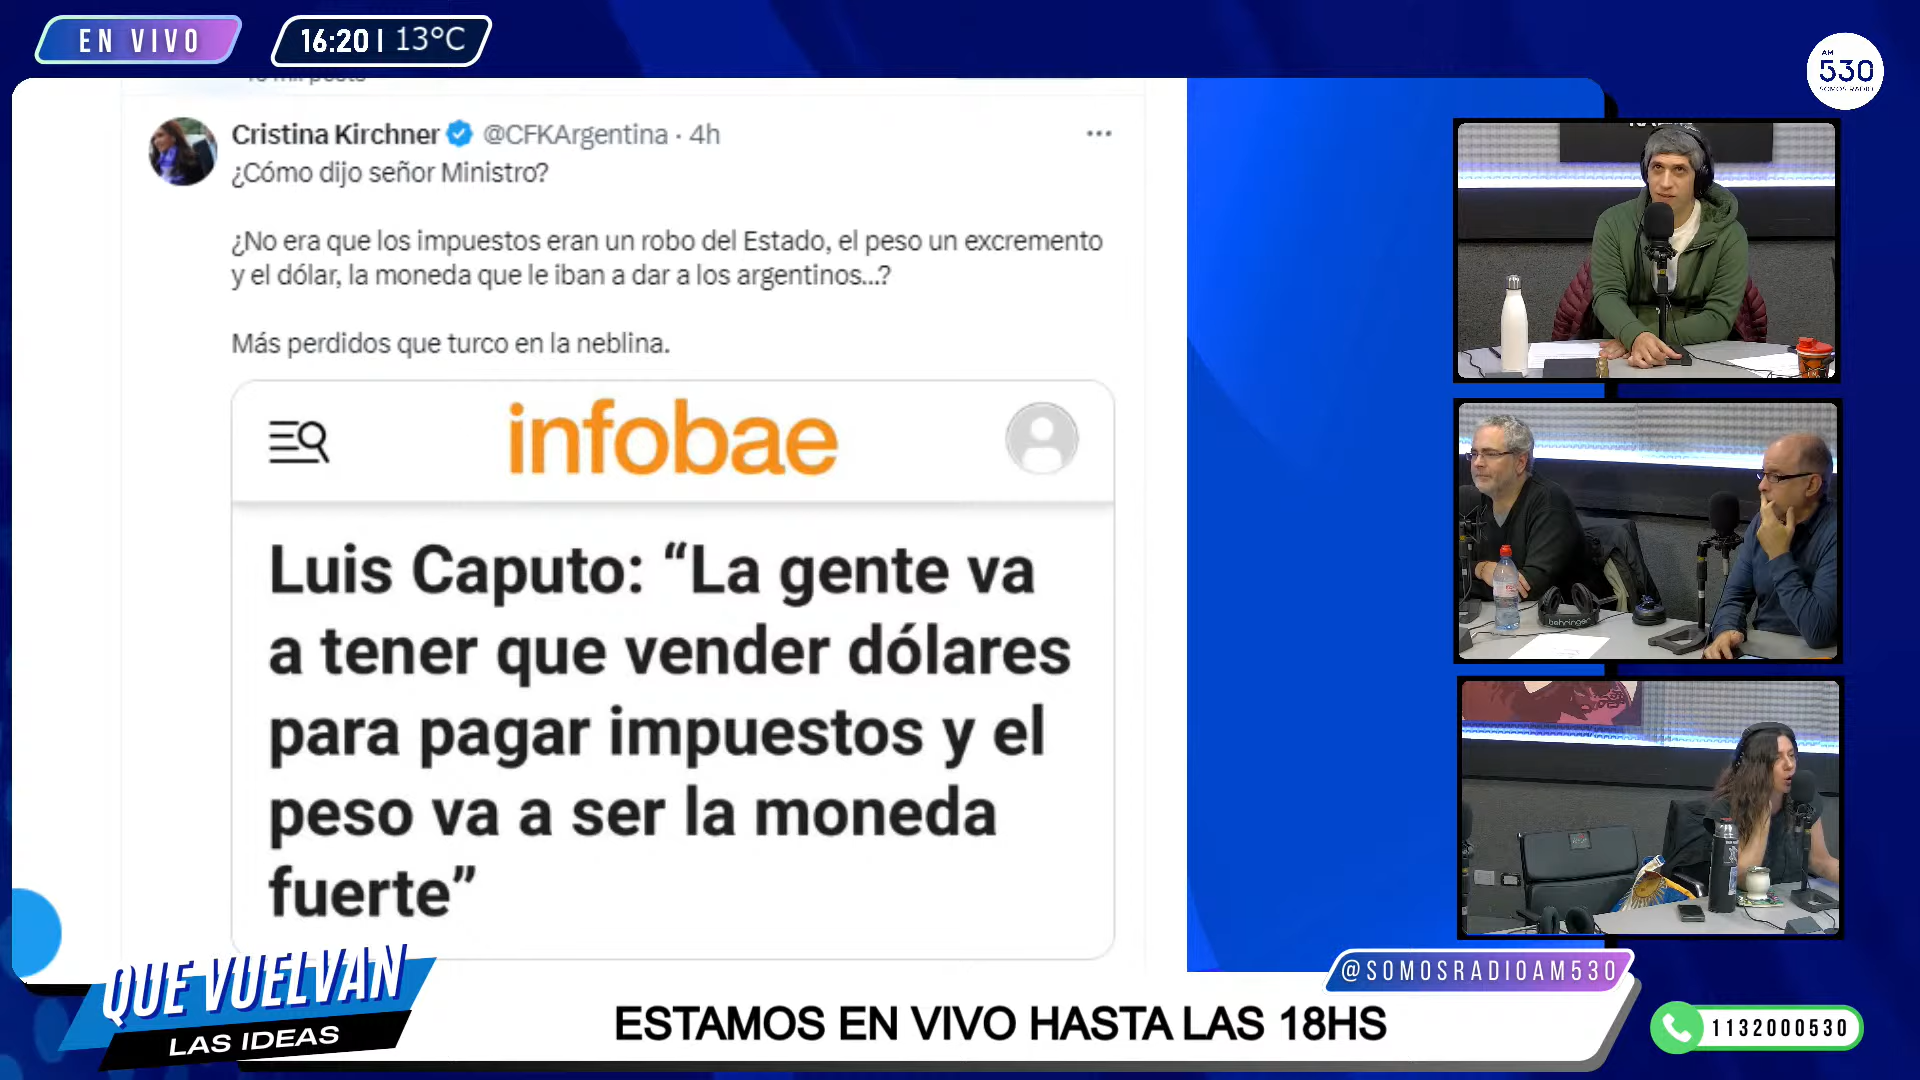 EN VIVO
16:20 | 13°C
AM
530
SOMOS RADIO
Cristina Kirchner @CFKArgentina · 4h
¿Cómo dijo señor Ministro?
¿No era que los impuestos eran un robo del Estado, el peso un excremento
y el dólar, la moneda que le iban a dar a los argentinos...?
Más perdidos que turco en la neblina.
infobae
Luis Caputo: “La gente va
a tener que vender dólares
para pagar impuestos y el
peso va a ser la moneda
fuerte”
behringer
QUE VUELVAN
LAS IDEAS
@SOMOSRADIOAM530
ESTAMOS EN VIVO HASTA LAS 18HS
1132000530